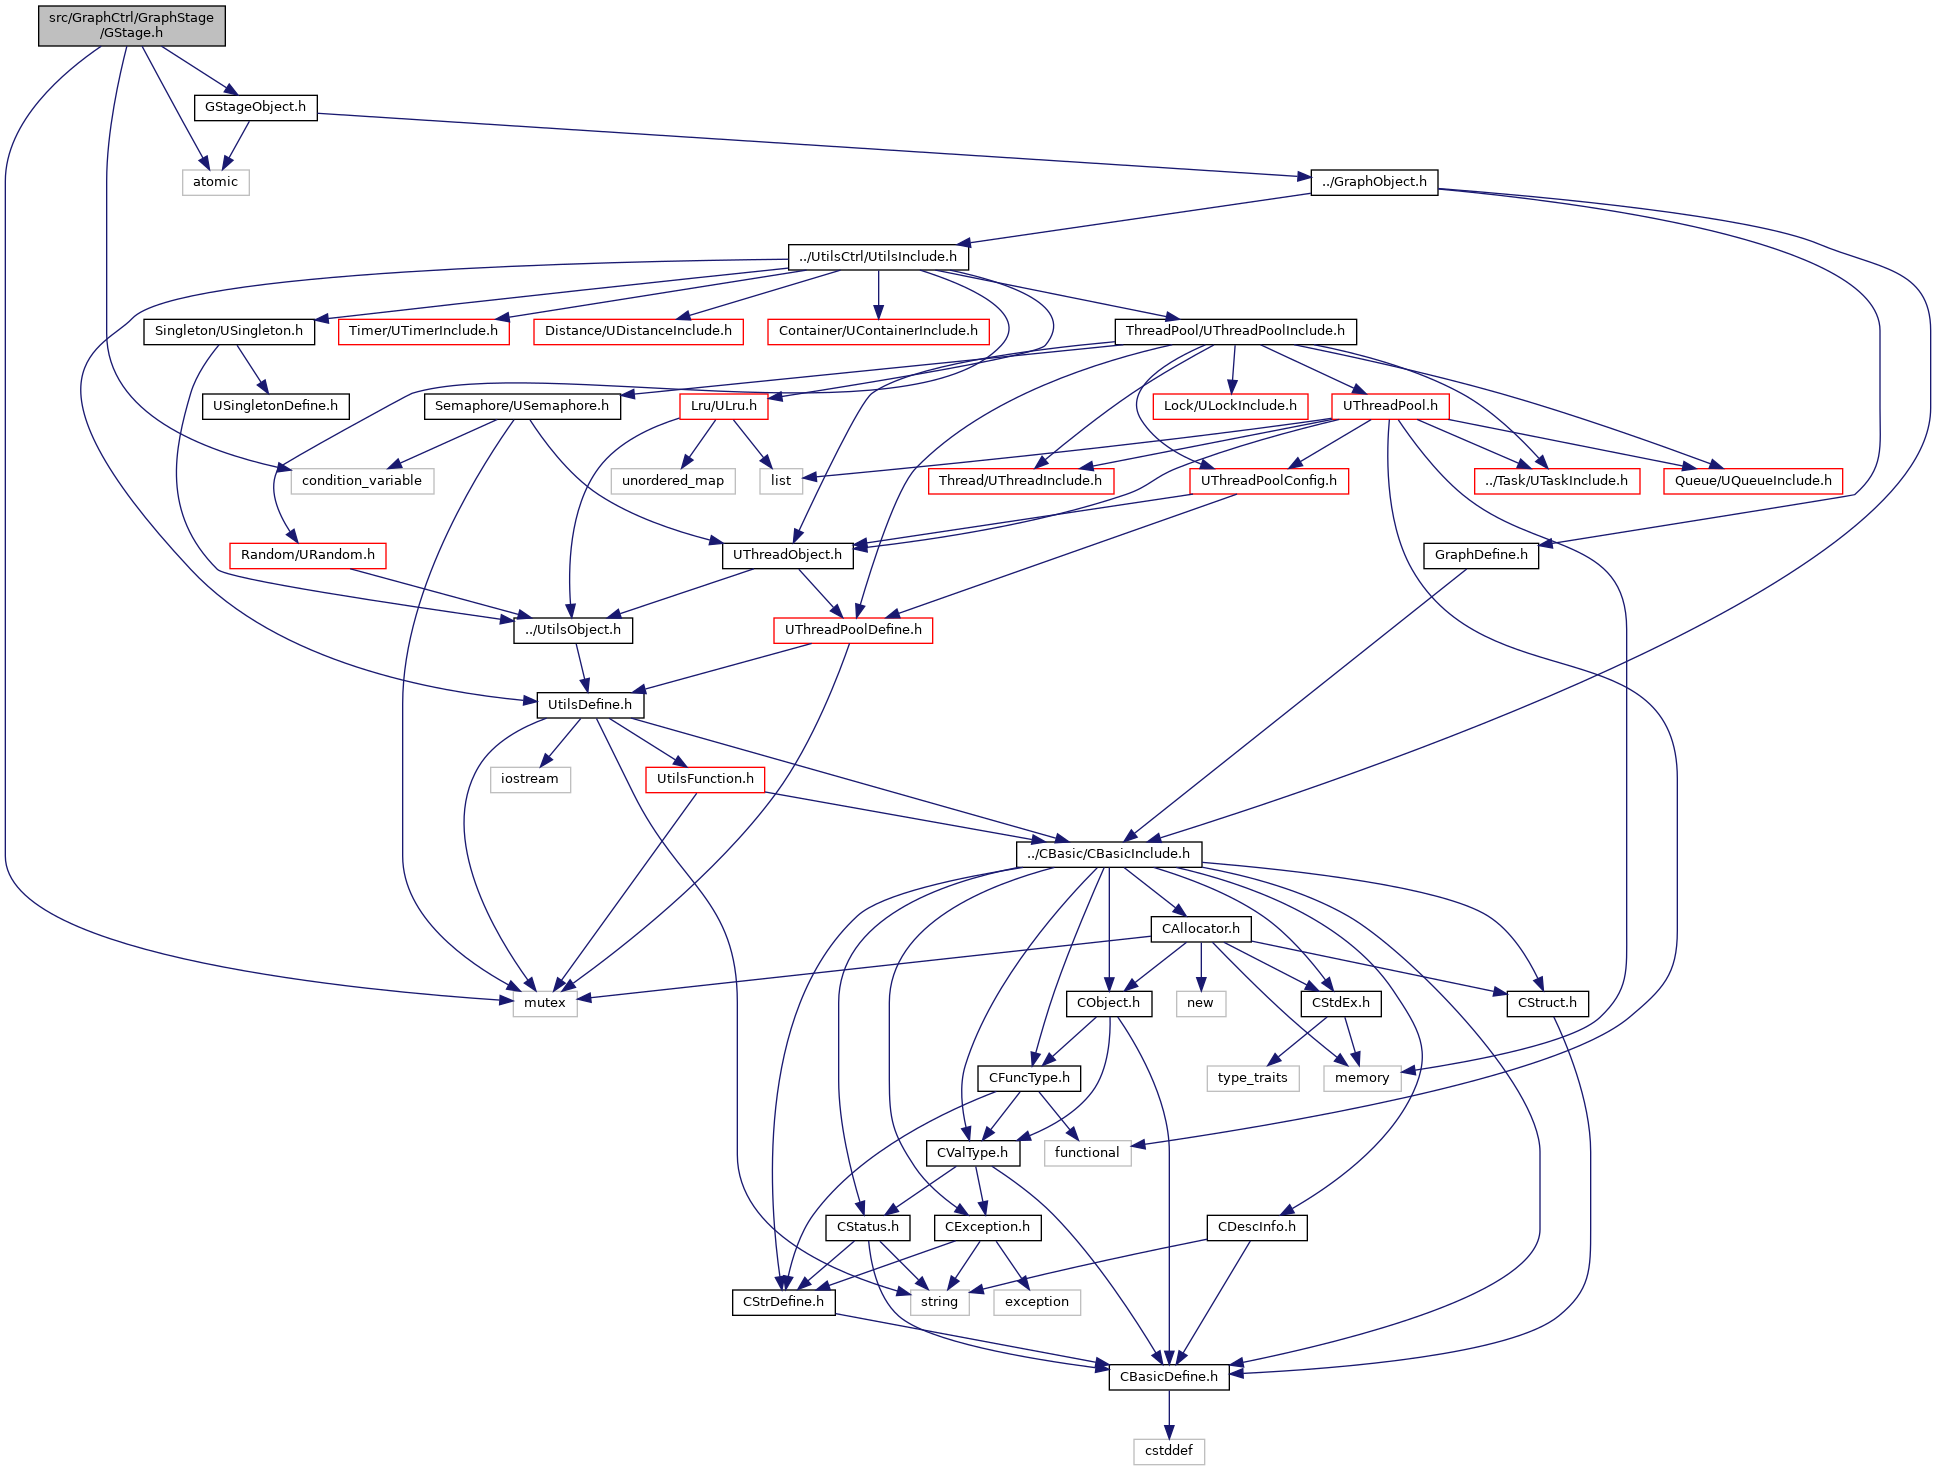 src/GraphCtrl/GraphStage
/GStage.h
GStageObject.h
atomic
../GraphObject.h
../UtilsCtrl/UtilsInclude.h
Singleton/USingleton.h
Timer/UTimerInclude.h
Distance/UDistanceInclude.h
Container/UContainerInclude.h
ThreadPool/UThreadPoolInclude.h
USingletonDefine.h
Semaphore/USemaphore.h
Lru/ULru.h
Lock/ULockInclude.h
UThreadPool.h
condition_variable
unordered_map
list
Thread/UThreadInclude.h
UThreadPoolConfig.h
../Task/UTaskInclude.h
Queue/UQueueInclude.h
Random/URandom.h
UThreadObject.h
GraphDefine.h
../UtilsObject.h
UThreadPoolDefine.h
UtilsDefine.h
iostream
UtilsFunction.h
../CBasic/CBasicInclude.h
CAllocator.h
mutex
CObject.h
new
CStdEx.h
CStruct.h
CFuncType.h
type_traits
memory
CValType.h
functional
CStatus.h
CException.h
CDescInfo.h
CStrDefine.h
string
exception
CBasicDefine.h
cstddef